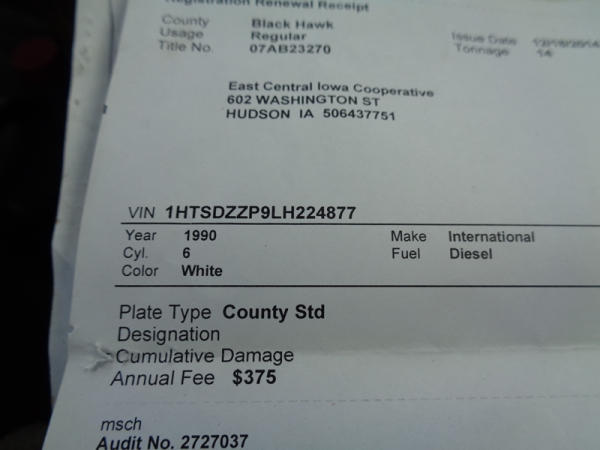 Registration Renewal Receipt
County Black Hawk
Usage Regular Issue Date
Title No. 07AB23270 Tonnage 14
East Central Iowa Cooperative
602 WASHINGTON ST
HUDSON IA 506437751
VIN 1HTSDZZP9LH224877
Year 1990 Make International
Cyl. 6 Fuel Diesel
Color White
Plate Type County Std
Designation
Cumulative Damage
Annual Fee $375
msch
Audit No. 2727037